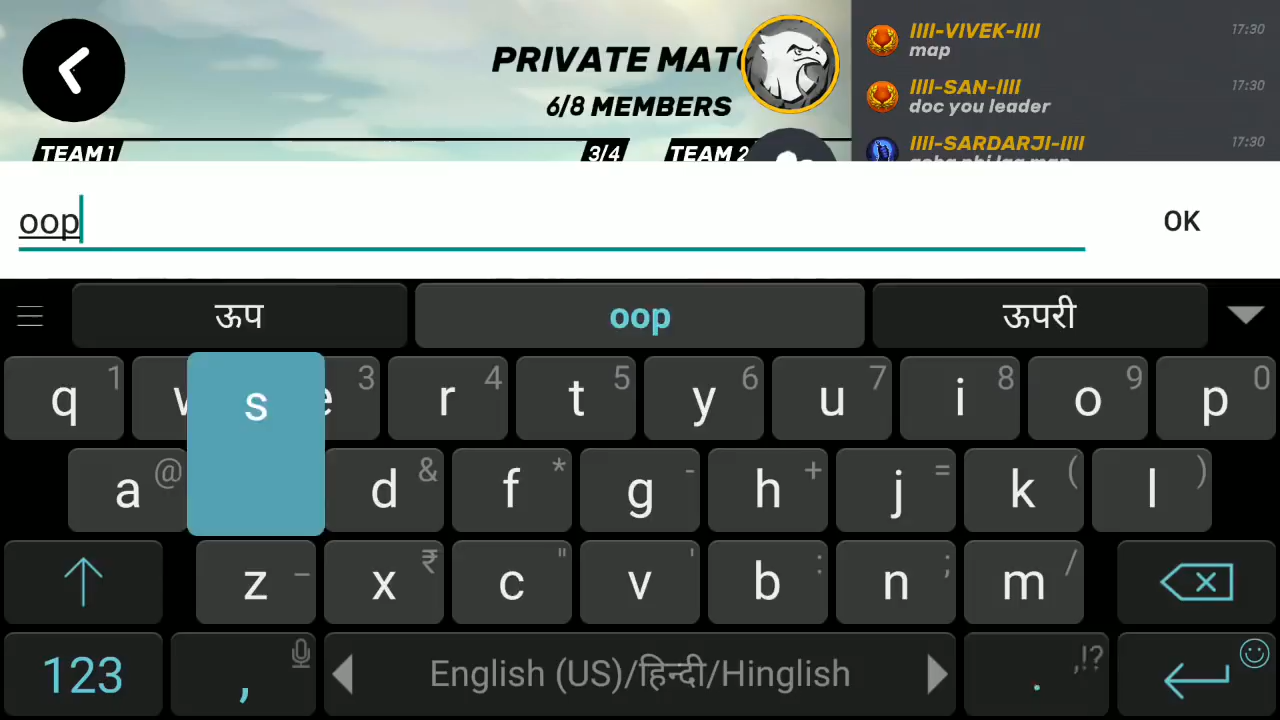 PRIVATE MATC
6/8 MEMBERS
TEAM 1
3/4
TEAM 2
IIII-VIVEK-IIII
17:30
map
IIII-SAN-IIII
17:30
doc you leader
IIII-SARDARJI-IIII
17:30
oop
OK
ऊप
oop
ऊपरी
q 1
w
s
e 3
r 4
t 5
y 6
u 7
i 8
o 9
p 0
a @
d &
f *
g -
h +
j =
k (
l )
z –
x ₹
c "
v '
b :
n ;
m /
123
,
English (US)/हिन्दी/Hinglish
. ,!?